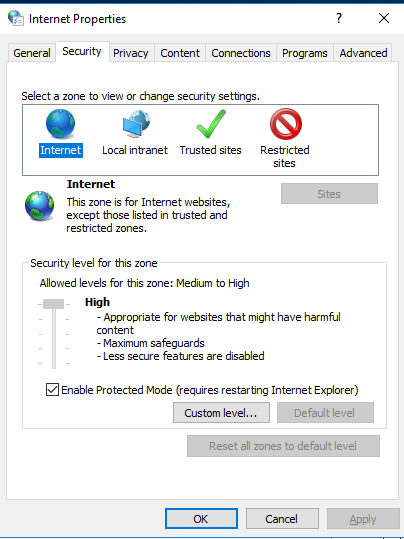 Internet Properties
General Security Privacy Content Connections Programs Advanced
Select a zone to view or change security settings.
Internet Local intranet Trusted sites Restricted
sites
Internet
Sites
This zone is for Internet websites,
except those listed in trusted and
restricted zones.
Security level for this zone
Allowed levels for this zone: Medium to High
High
- Appropriate for websites that might have harmful
content
- Maximum safeguards
- Less secure features are disabled
Enable Protected Mode (requires restarting Internet Explorer)
Custom level... Default level
Reset all zones to default level
OK Cancel Apply